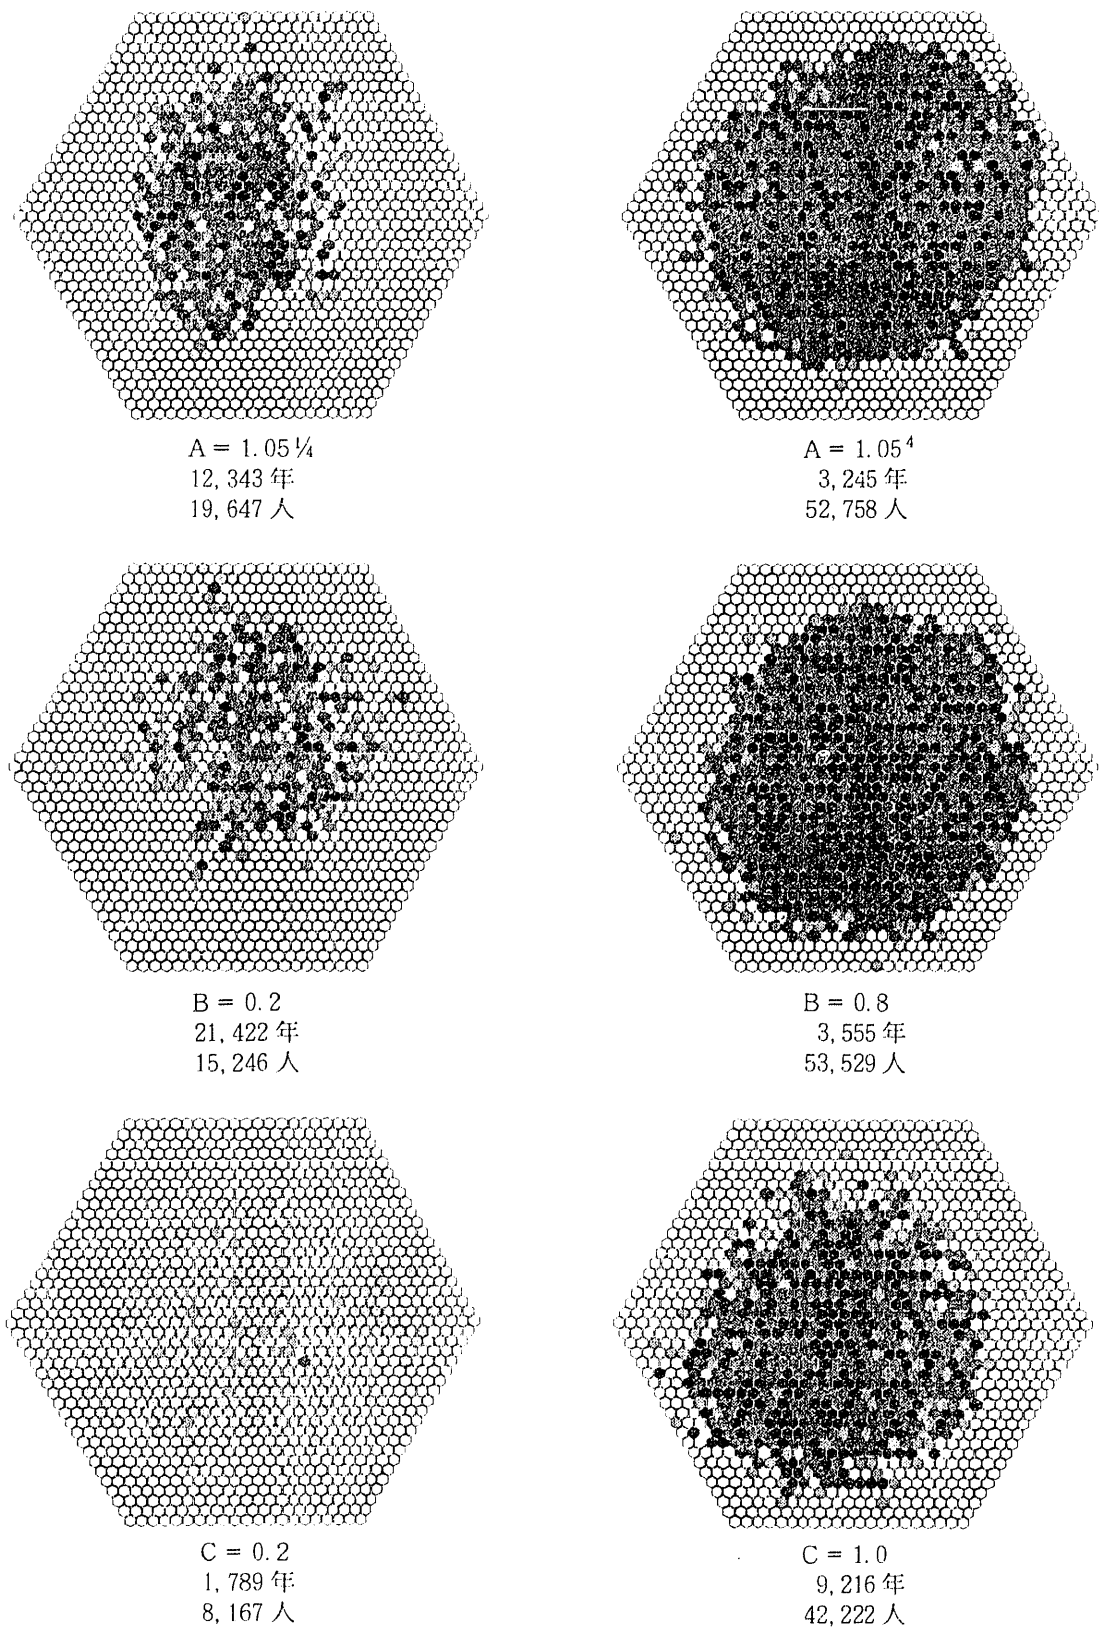 A = 1.05¼
12,343 年
19,647 人
A = 1.05⁴
3,245 年
52,758 人
B = 0.2
21,422 年
15,246 人
B = 0.8
3,555 年
53,529 人
C = 0.2
1,789 年
8,167 人
C = 1.0
9,216 年
42,222 人